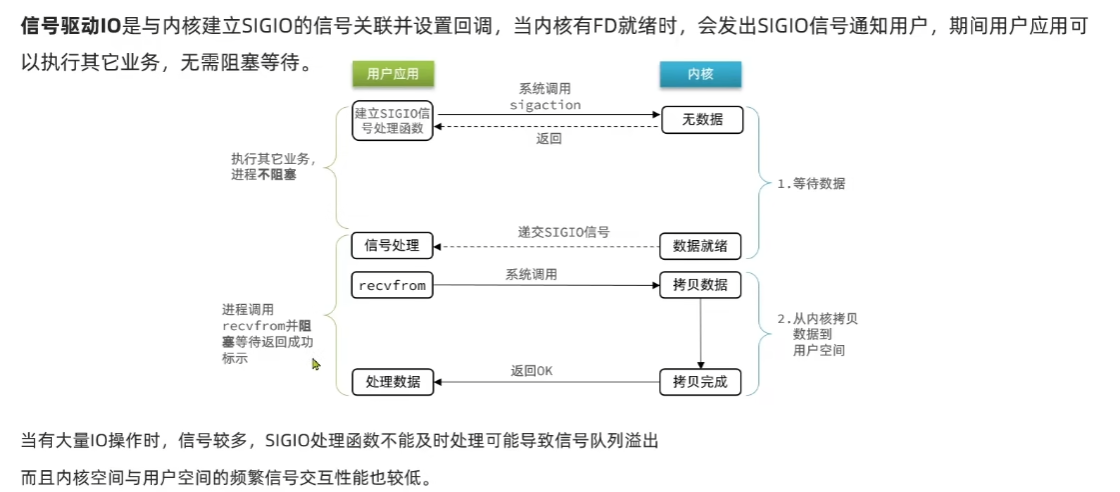 信号驱动IO是与内核建立SIGIO的信号关联并设置回调，当内核有FD就绪时，会发出SIGIO信号通知用户，期间用户应用可
以执行其它业务，无需阻塞等待。
用户应用
内核
系统调用
sigaction
建立SIGIO信
号处理函数
无数据
返回
执行其它业务，
进程不阻塞
1.等待数据
递交SIGIO信号
信号处理
数据就绪
系统调用
recvfrom
拷贝数据
进程调用
recvfrom并阻
塞等待返回成功
标示
2.从内核拷贝
数据到
用户空间
返回OK
处理数据
拷贝完成
当有大量IO操作时，信号较多，SIGIO处理函数不能及时处理可能导致信号队列溢出
而且内核空间与用户空间的频繁信号交互性能也较低。